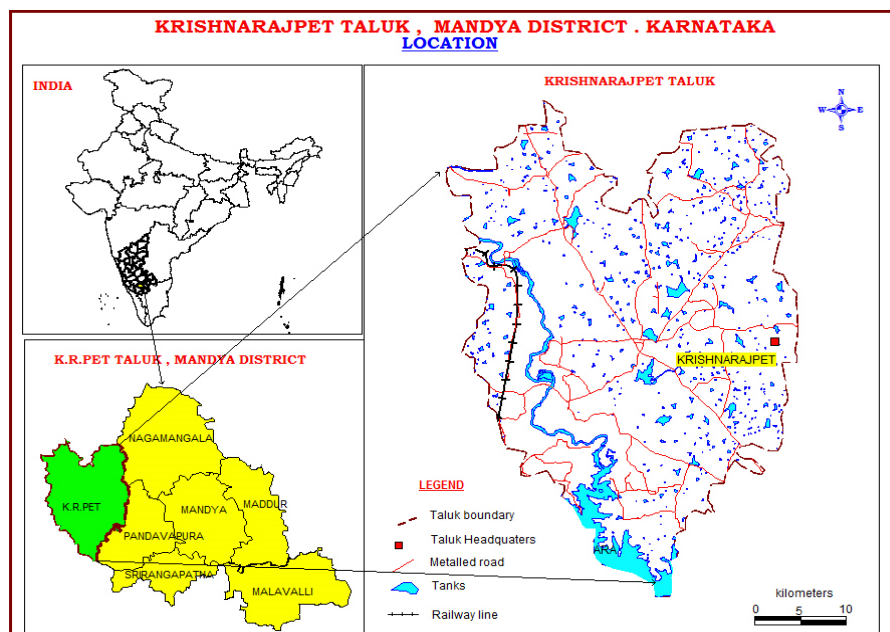 KRISHNARAJPET TALUK , MANDYA DISTRICT . KARNATAKA
LOCATION
INDIA
KRISHNARAJPET TALUK
N
W E
S
KRISHNARAJPET
ARA
K.R.PET TALUK , MANDYA DISTRICT
NAGAMANGALA
K.R.PET
MADDUR
MANDYA
PANDAVAPURA
SRIRANGAPATNA
MALAVALLI
LEGEND
Taluk boundary
Taluk Headquaters
Metalled road
Tanks
Railway line
kilometers
0 5 10